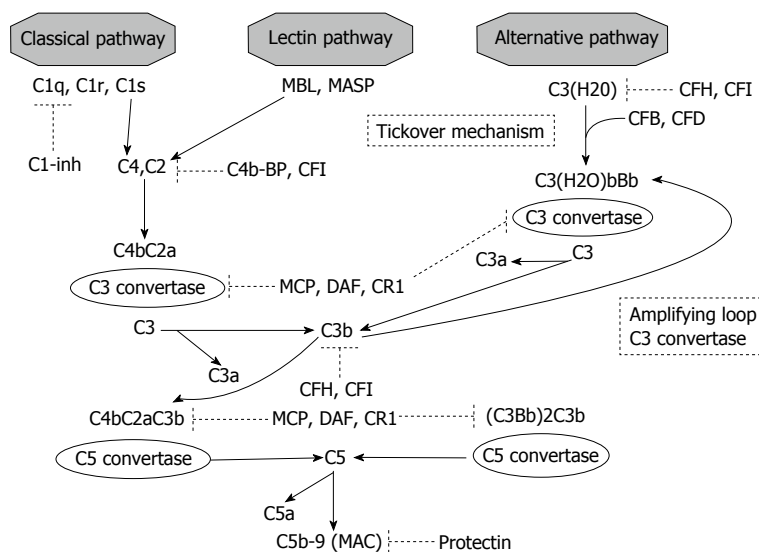 Classical pathway
Lectin pathway
Alternative pathway
C1q, C1r, C1s
MBL, MASP
C3(H20)
CFH, CFI
Tickover mechanism
CFB, CFD
C1-inh
C4,C2
C4b-BP, CFI
C3(H2O)bBb
C3 convertase
C4bC2a
C3a
C3
C3 convertase
MCP, DAF, CR1
Amplifying loop
C3 convertase
C3
C3b
C3a
CFH, CFI
C4bC2aC3b
MCP, DAF, CR1
(C3Bb)2C3b
C5 convertase
C5
C5 convertase
C5a
C5b-9 (MAC)
Protectin